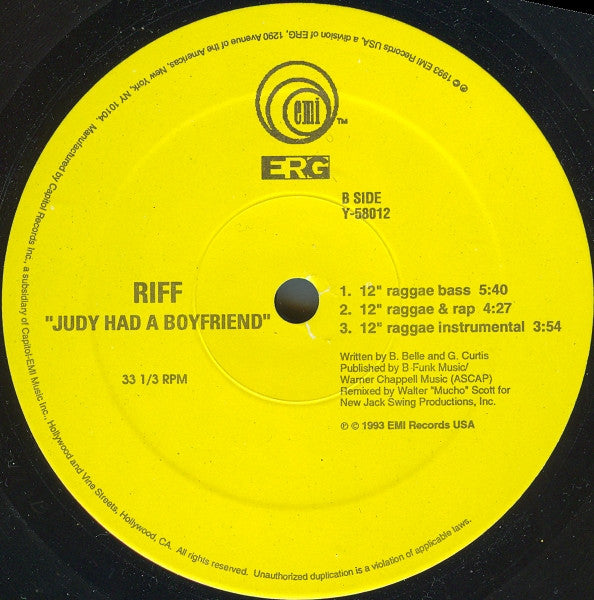 emi
TM
ERG
B SIDE
Y-58012
RIFF
"JUDY HAD A BOYFRIEND"
33 1/3 RPM
1. 12" raggae bass 5:40
2. 12" raggae & rap 4:27
3. 12" raggae instrumental 3:54
Written by B. Belle and G. Curtis
Published by B-Funk Music/
Warner Chappell Music (ASCAP)
Remixed by Walter "Mucho" Scott for
New Jack Swing Productions, Inc.
℗ © 1993 EMI Records USA
℗ © 1993 EMI Records USA, a division of ERG, 1290 Avenue of the Americas, New York, NY 10104. Manufactured by Capitol Records Inc., a subsidiary of Capitol-EMI Music Inc., Hollywood and Vine Streets, Hollywood, CA. All rights reserved. Unauthorized duplication is a violation of applicable laws.